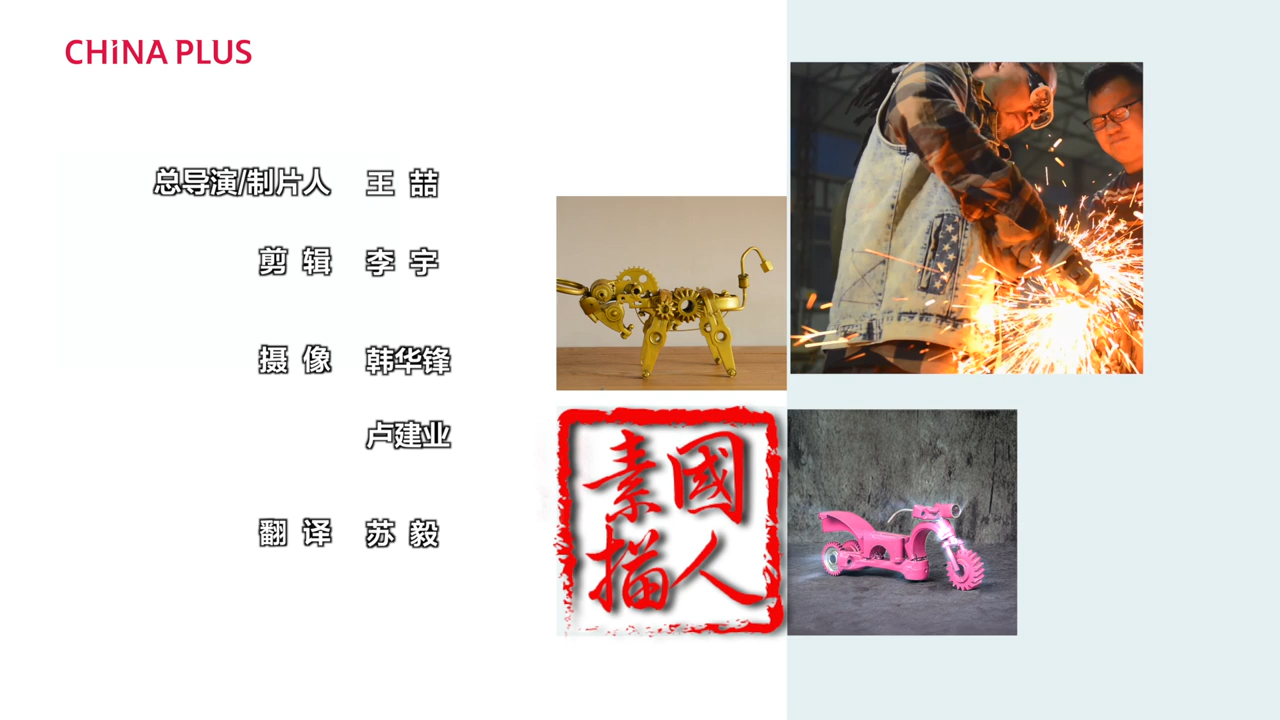 CHINA PLUS
总导演/制片人 王 喆
剪 辑 李 宇
摄 像 韩华锋
卢建业
翻 译 苏 毅
國人
素描